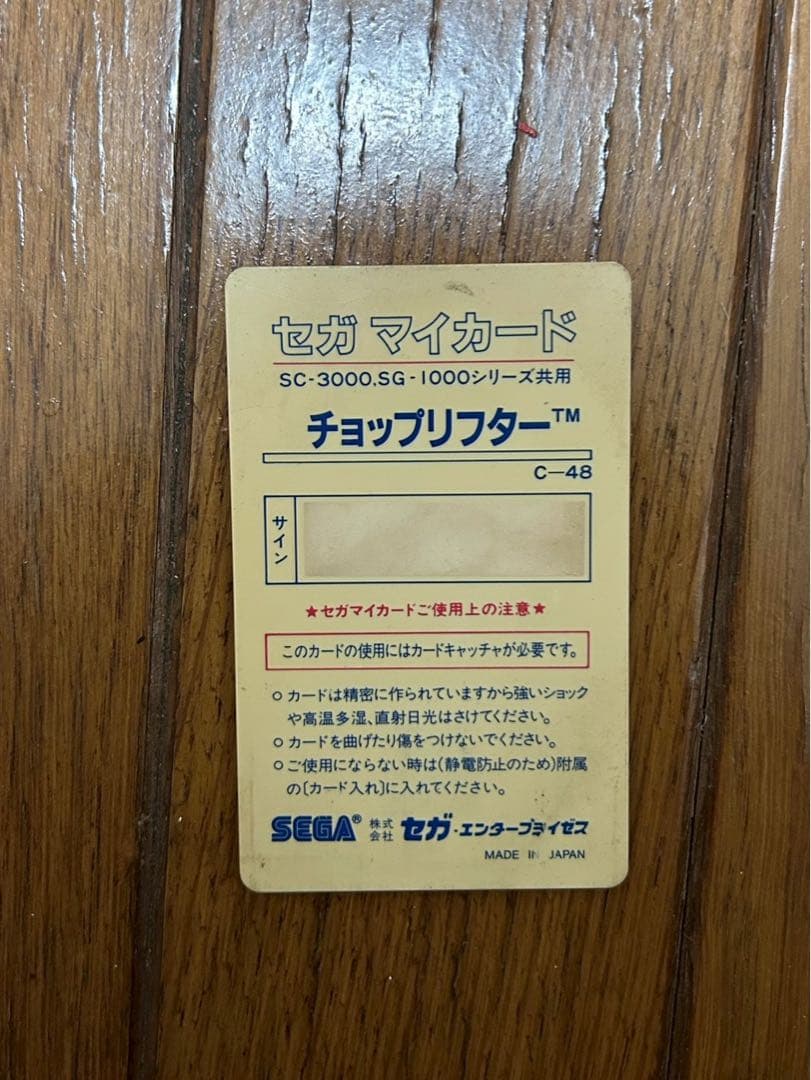 セガ マイカード
SC-3000,SG-1000シリーズ共用
チョップリフター™
C-48
サイン
★セガマイカードご使用上の注意★
このカードの使用にはカードキャッチャが必要です。
○ カードは精密に作られていますから強いショック
や高温多湿、直射日光はさけてください。
○ カードを曲げたり傷をつけないでください。
○ ご使用にならない時は(静電防止のため)附属
の〔カード入れ〕に入れてください。
SEGA® 株式会社 セガ・エンタープライゼス
MADE IN JAPAN